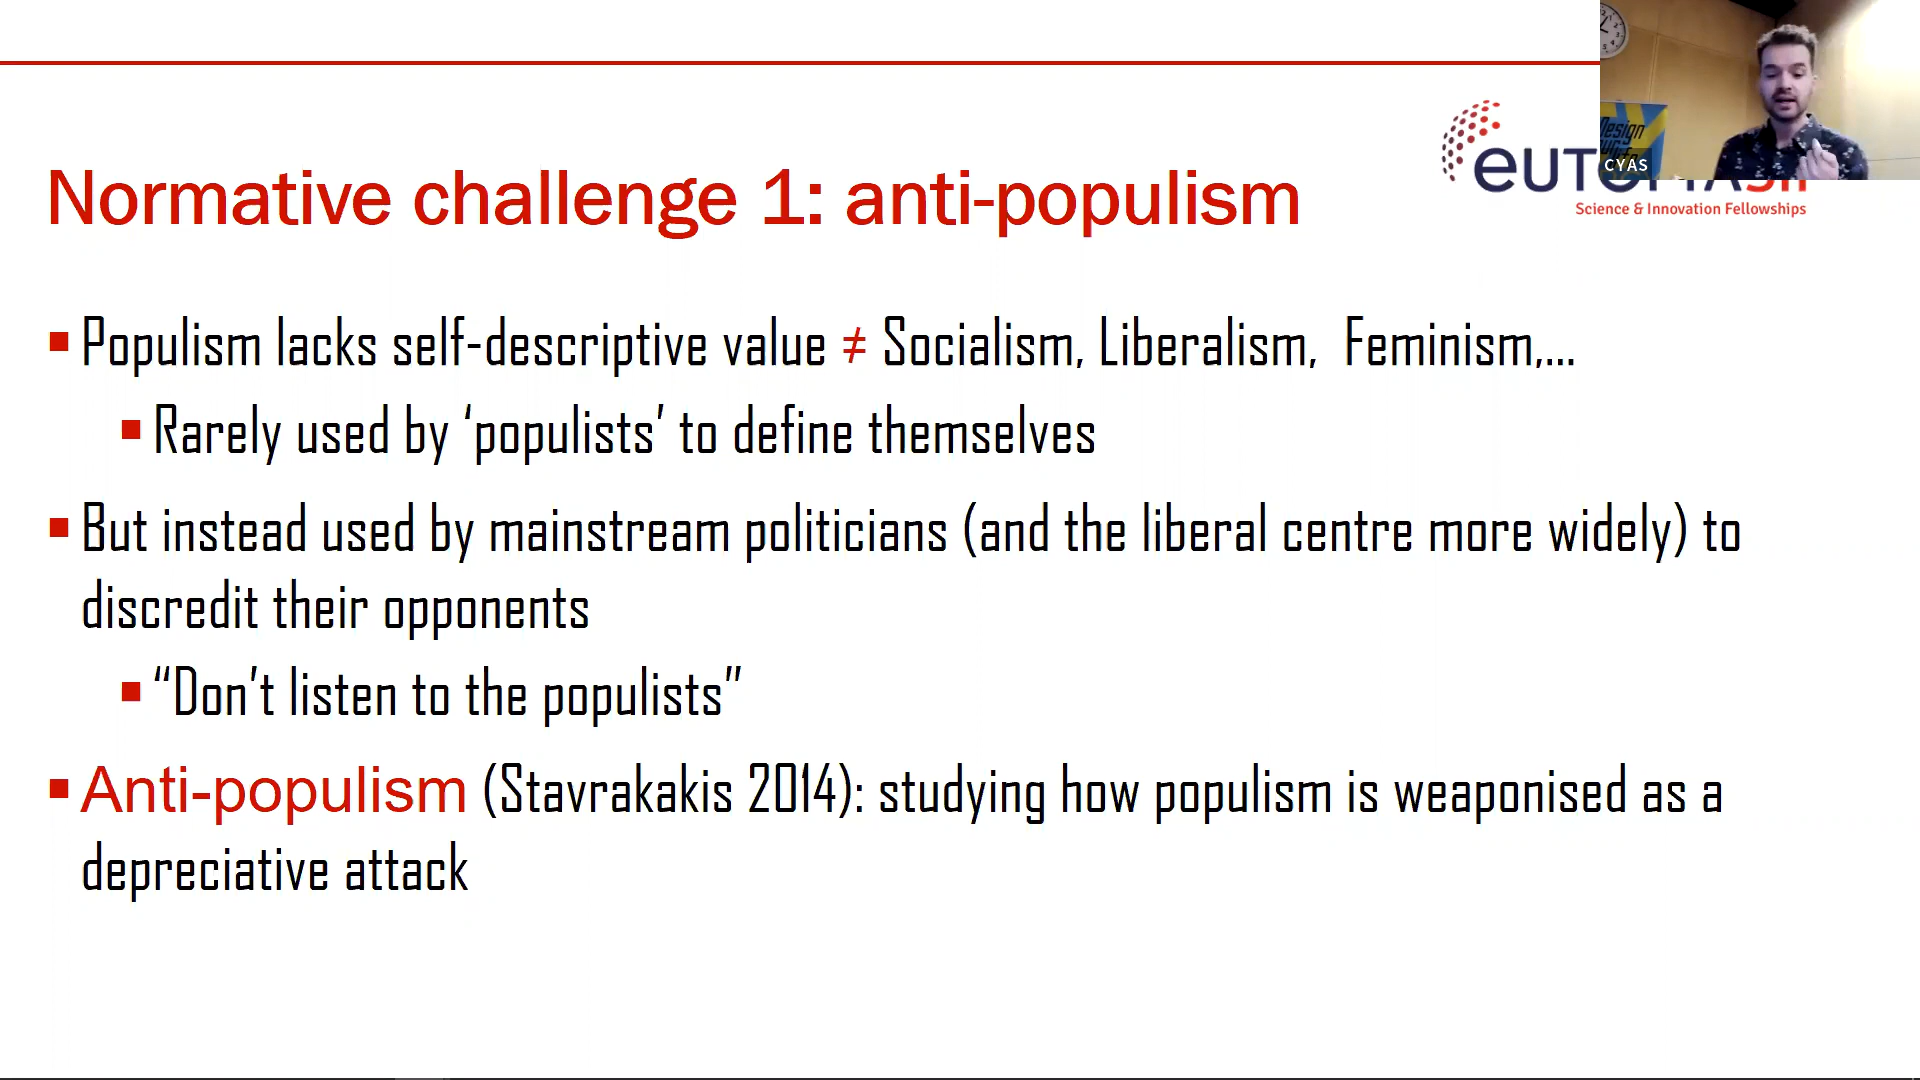 Normative challenge 1: anti-populism
Science & Innovation Fellowships
Design
CYAS
▪ Populism lacks self-descriptive value ≠ Socialism, Liberalism, Feminism,...
▪ Rarely used by ‘populists’ to define themselves
▪ But instead used by mainstream politicians (and the liberal centre more widely) to
discredit their opponents
▪ “Don’t listen to the populists”
▪ Anti-populism (Stavrakakis 2014): studying how populism is weaponised as a
depreciative attack